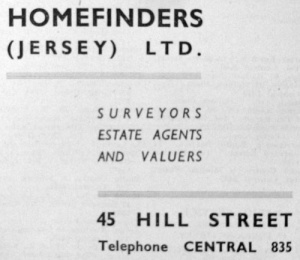 HOMEFINDERS
(JERSEY) LTD.
SURVEYORS
ESTATE AGENTS
AND VALUERS
45 HILL STREET
Telephone CENTRAL 835